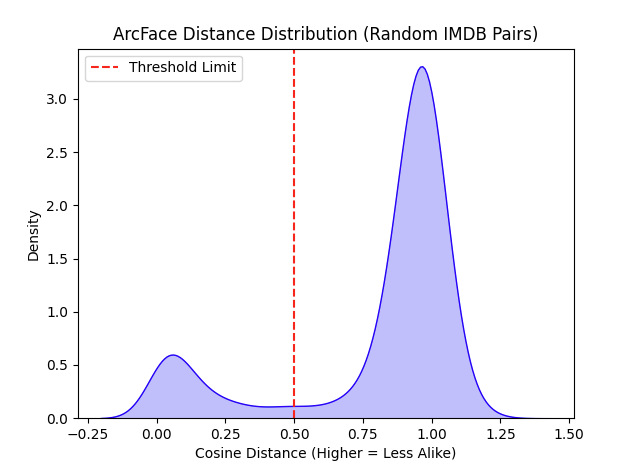 ArcFace Distance Distribution (Random IMDB Pairs)
Threshold Limit
3.0
2.5
2.0
1.5
1.0
0.5
0.0
Density
−0.25 0.00 0.25 0.50 0.75 1.00 1.25 1.50
Cosine Distance (Higher = Less Alike)